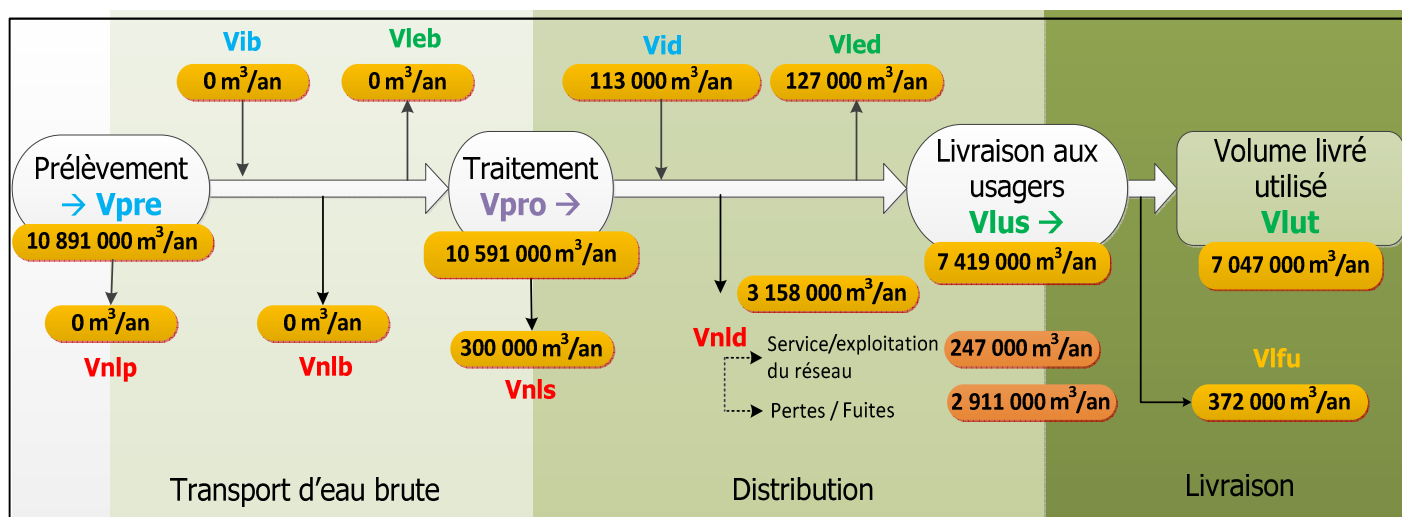 Vib
Vleb
Vid
Vled
0 m³/an
0 m³/an
113 000 m³/an
127 000 m³/an
Prélèvement
→ Vpre
10 891 000 m³/an
Traitement
Vpro →
10 591 000 m³/an
Livraison aux
usagers
Vlus →
7 419 000 m³/an
Volume livré
utilisé
Vlut
7 047 000 m³/an
0 m³/an
Vnlp
0 m³/an
Vnlb
300 000 m³/an
Vnls
3 158 000 m³/an
Vnld
Service/exploitation
du réseau
247 000 m³/an
Pertes / Fuites
2 911 000 m³/an
Vlfu
372 000 m³/an
Transport d'eau brute
Distribution
Livraison